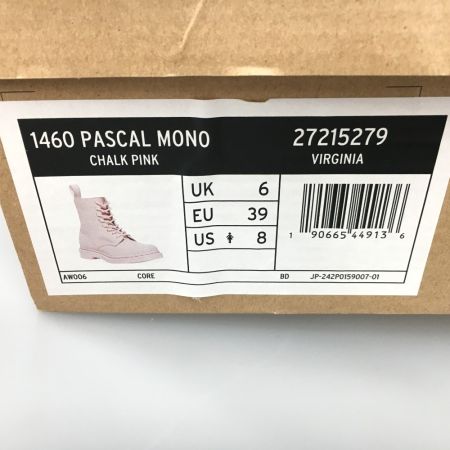 1460 PASCAL MONO
CHALK PINK
27215279
VIRGINIA
UK 6
EU 39
US 8
1 90665 44913 6
AW006 CORE BD JP-242P0159007-01